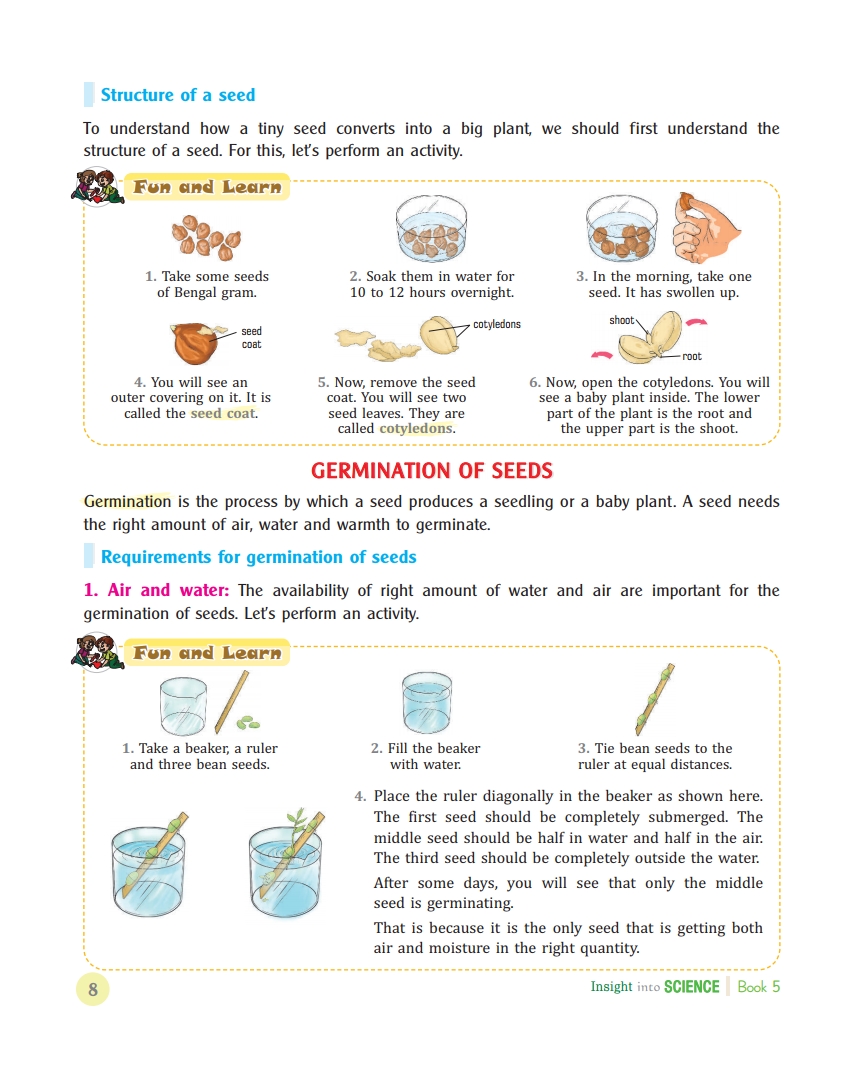 Structure of a seed
To understand how a tiny seed converts into a big plant, we should first understand the
structure of a seed. For this, let's perform an activity.
Fun and Learn
1. Take some seeds
of Bengal gram.
2. Soak them in water for
10 to 12 hours overnight.
3. In the morning, take one
seed. It has swollen up.
seed
coat
4. You will see an
outer covering on it. It is
called the seed coat.
cotyledons
5. Now, remove the seed
coat. You will see two
seed leaves. They are
called cotyledons.
shoot
root
6. Now, open the cotyledons. You will
see a baby plant inside. The lower
part of the plant is the root and
the upper part is the shoot.
GERMINATION OF SEEDS
Germination is the process by which a seed produces a seedling or a baby plant. A seed needs
the right amount of air, water and warmth to germinate.
Requirements for germination of seeds
1. Air and water: The availability of right amount of water and air are important for the
germination of seeds. Let's perform an activity.
Fun and Learn
1. Take a beaker, a ruler
and three bean seeds.
2. Fill the beaker
with water.
3. Tie bean seeds to the
ruler at equal distances.
4. Place the ruler diagonally in the beaker as shown here.
The first seed should be completely submerged. The
middle seed should be half in water and half in the air.
The third seed should be completely outside the water.
After some days, you will see that only the middle
seed is germinating.
That is because it is the only seed that is getting both
air and moisture in the right quantity.
8
Insight into SCIENCE Book 5